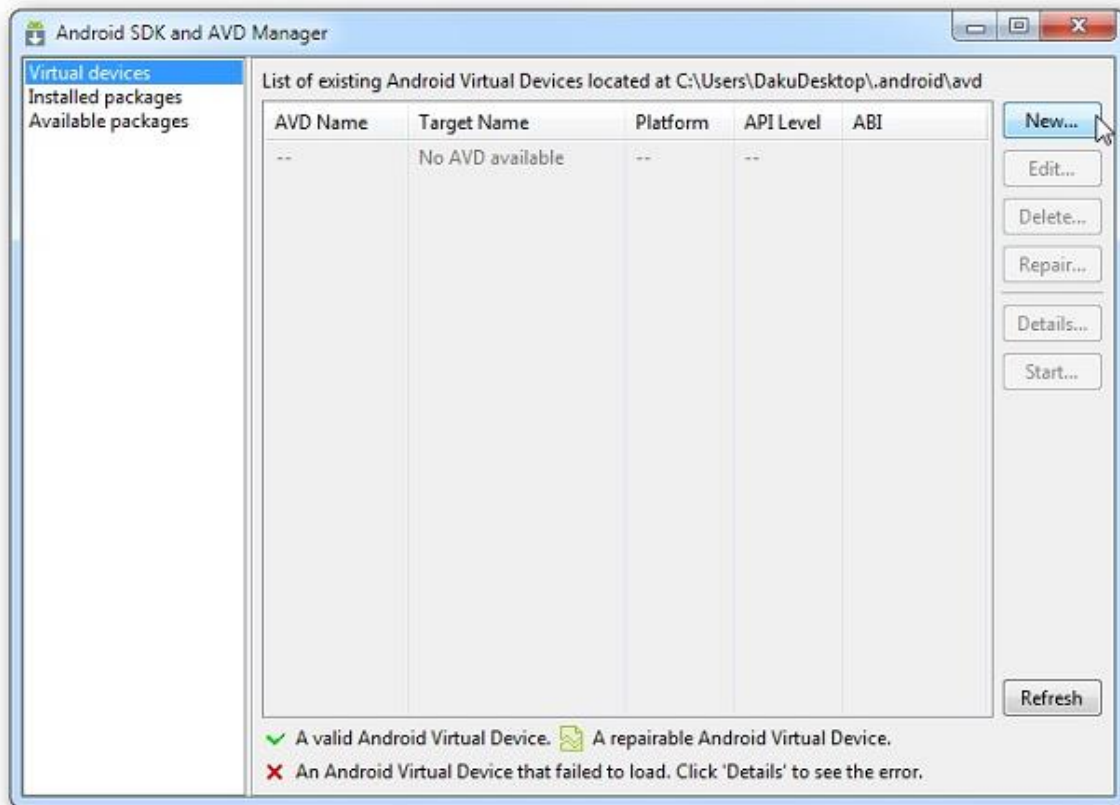 Android SDK and AVD Manager
Virtual devices
Installed packages
Available packages
List of existing Android Virtual Devices located at C:\Users\DakuDesktop\.android\avd
AVD Name Target Name Platform API Level ABI
-- No AVD available -- --
New...
Edit...
Delete...
Repair...
Details...
Start...
Refresh
A valid Android Virtual Device. A repairable Android Virtual Device.
An Android Virtual Device that failed to load. Click 'Details' to see the error.